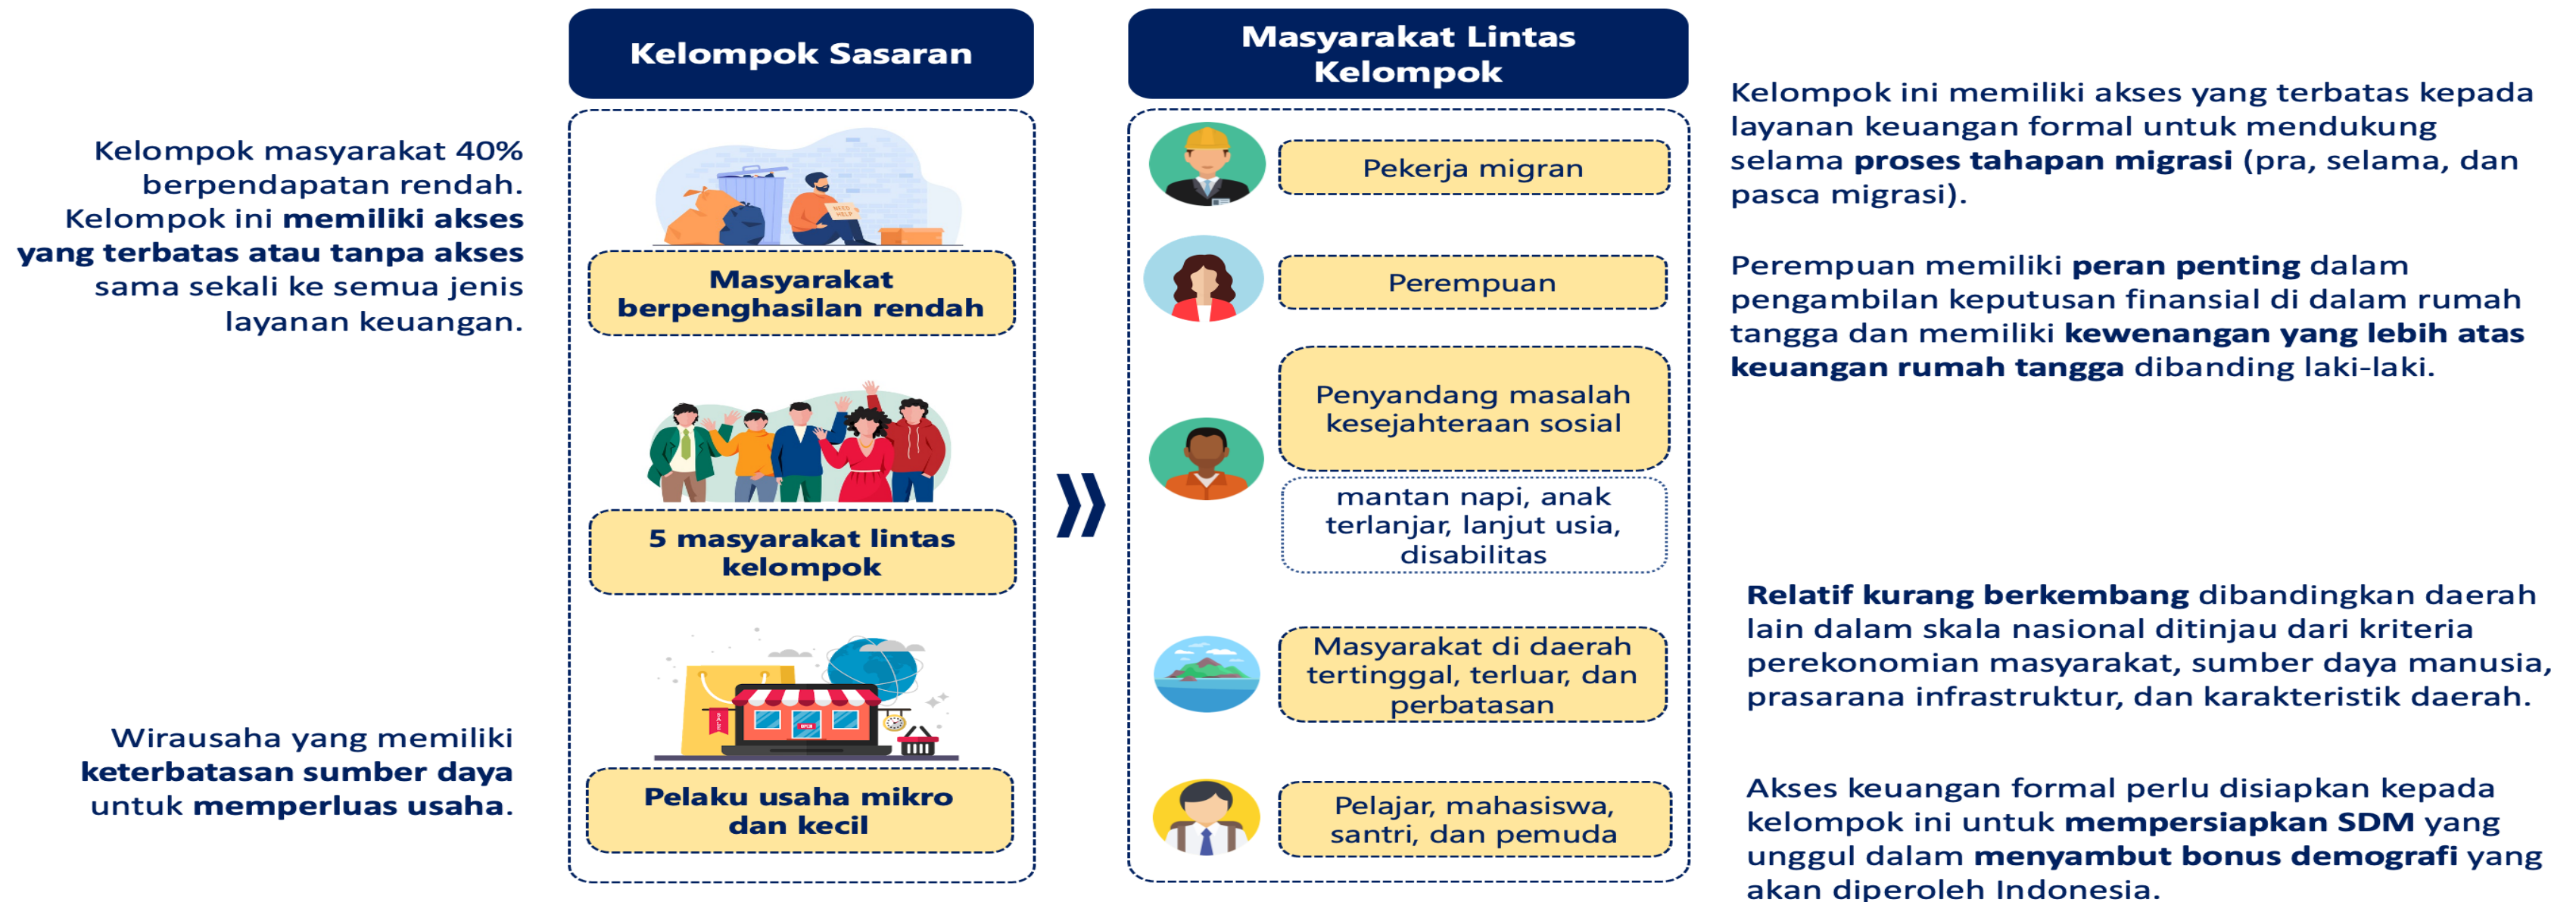 Kelompok Sasaran
Kelompok masyarakat 40%
berpendapatan rendah.
Kelompok ini memiliki akses
yang terbatas atau tanpa akses
sama sekali ke semua jenis
layanan keuangan.
NEED
HELP
Masyarakat
berpenghasilan rendah
5 masyarakat lintas
kelompok
Wirausaha yang memiliki
keterbatasan sumber daya
untuk memperluas usaha.
OPEN
Pelaku usaha mikro
dan kecil
Masyarakat Lintas
Kelompok
Pekerja migran
Kelompok ini memiliki akses yang terbatas kepada
layanan keuangan formal untuk mendukung
selama proses tahapan migrasi (pra, selama, dan
pasca migrasi).
Perempuan
Perempuan memiliki peran penting dalam
pengambilan keputusan finansial di dalam rumah
tangga dan memiliki kewenangan yang lebih atas
keuangan rumah tangga dibanding laki-laki.
Penyandang masalah
kesejahteraan sosial
mantan napi, anak
terlanjar, lanjut usia,
disabilitas
Masyarakat di daerah
tertinggal, terluar, dan
perbatasan
Relatif kurang berkembang dibandingkan daerah
lain dalam skala nasional ditinjau dari kriteria
perekonomian masyarakat, sumber daya manusia,
prasarana infrastruktur, dan karakteristik daerah.
Pelajar, mahasiswa,
santri, dan pemuda
Akses keuangan formal perlu disiapkan kepada
kelompok ini untuk mempersiapkan SDM yang
unggul dalam menyambut bonus demografi yang
akan diperoleh Indonesia.